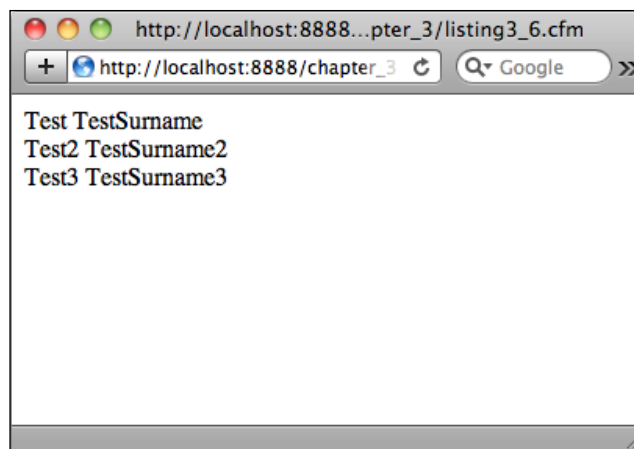 http://localhost:8888...pter_3/listing3_6.cfm
+ http://localhost:8888/chapter_3 Google »
Test TestSurname
Test2 TestSurname2
Test3 TestSurname3